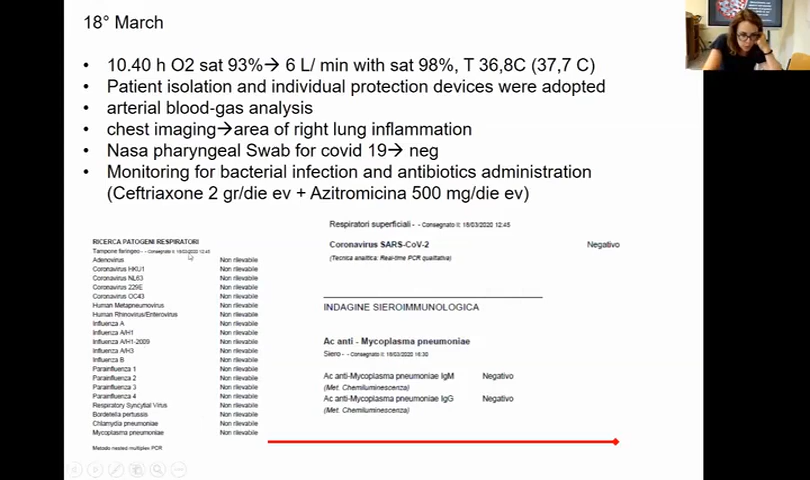 18° March
• 10.40 h O2 sat 93%→ 6 L/ min with sat 98%, T 36,8C (37,7 C)
• Patient isolation and individual protection devices were adopted
• arterial blood-gas analysis
• chest imaging→area of right lung inflammation
• Nasa pharyngeal Swab for covid 19→ neg
• Monitoring for bacterial infection and antibiotics administration
(Ceftriaxone 2 gr/die ev + Azitromicina 500 mg/die ev)
RICERCA PATOGENI RESPIRATORI
Tampone faringeo - - Consegnato il: 18/03/2020 12:45
Adenovirus Non rilevabile
Coronavirus HKU1 Non rilevabile
Coronavirus NL63 Non rilevabile
Coronavirus 229E Non rilevabile
Coronavirus OC43 Non rilevabile
Human Metapneumovirus Non rilevabile
Human Rhinovirus/Enterovirus Non rilevabile
Influenza A Non rilevabile
Influenza A/H1 Non rilevabile
Influenza A/H1-2009 Non rilevabile
Influenza A/H3 Non rilevabile
Influenza B Non rilevabile
Parainfluenza 1 Non rilevabile
Parainfluenza 2 Non rilevabile
Parainfluenza 3 Non rilevabile
Parainfluenza 4 Non rilevabile
Respiratory Syncytial Virus Non rilevabile
Bordetella pertussis Non rilevabile
Chlamydia pneumoniae Non rilevabile
Mycoplasma pneumoniae Non rilevabile
Metodo nested multiplex PCR
Respiratori superficiali - - Consegnato il: 18/03/2020 12:45
Coronavirus SARS-CoV-2 Negativo
(Tecnica analitica: Real-time PCR qualitativa)
INDAGINE SIEROIMMUNOLOGICA
Ac anti - Mycoplasma pneumoniae
Siero - - Consegnato il: 18/03/2020 16:30
Ac anti-Mycoplasma pneumoniae IgM Negativo
(Met. Chemiluminescenza)
Ac anti-Mycoplasma pneumoniae IgG Negativo
(Met. Chemiluminescenza)